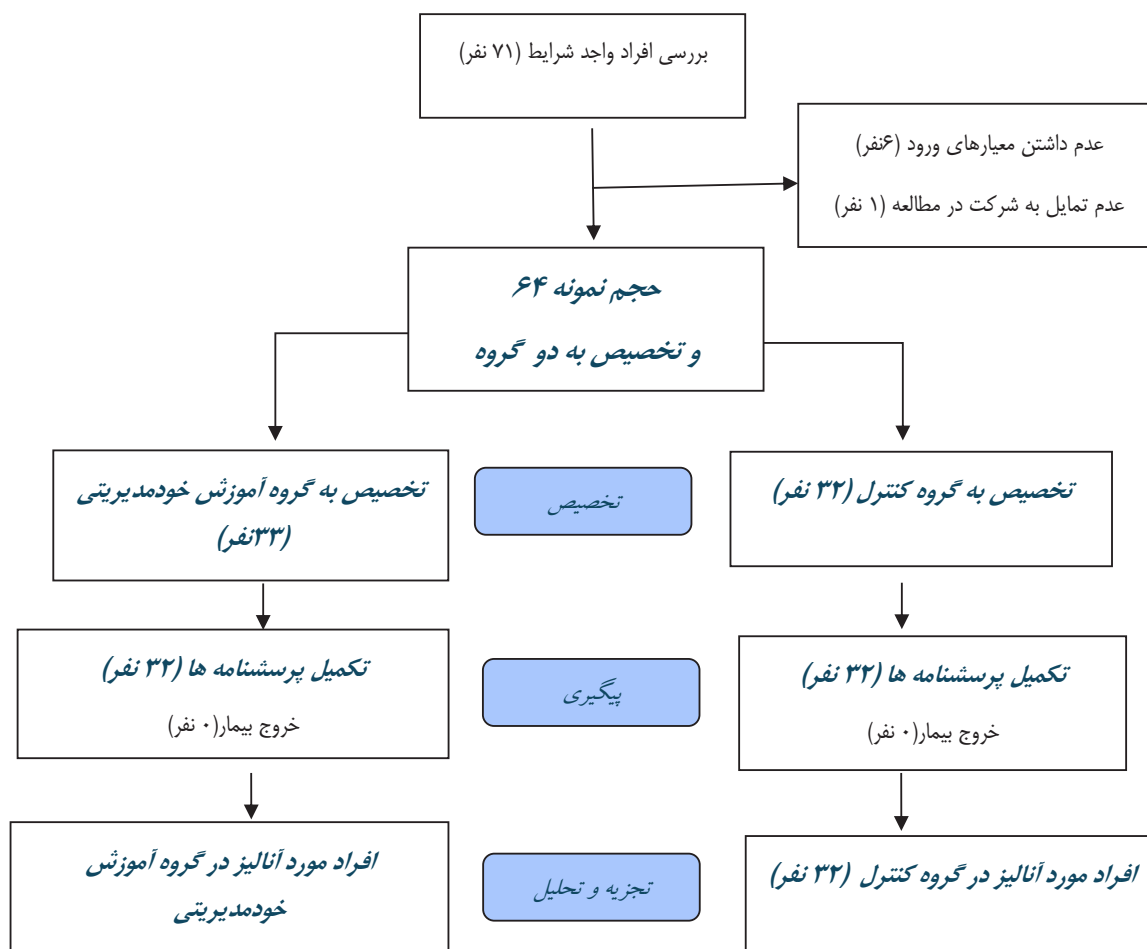 بررسی افراد واجد شرایط (۷۱ نفر)
عدم داشتن معیارهای ورود (۶نفر)
عدم تمایل به شرکت در مطالعه (۱ نفر)
حجم نمونه ۶۴
و تخصیص به دو گروه
تخصیص به گروه کنترل (۳۲ نفر)
تخصیص
تخصیص به گروه آموزش خودمدیریتی
(۳۳نفر)
تکمیل پرسشنامه ها (۳۲ نفر)
خروج بیمار(۰ نفر)
پیگیری
تکمیل پرسشنامه ها (۳۲ نفر)
خروج بیمار(۰ نفر)
افراد مورد آنالیز در گروه کنترل (۳۲ نفر)
تجزیه و تحلیل
افراد مورد آنالیز در گروه آموزش
خودمدیریتی